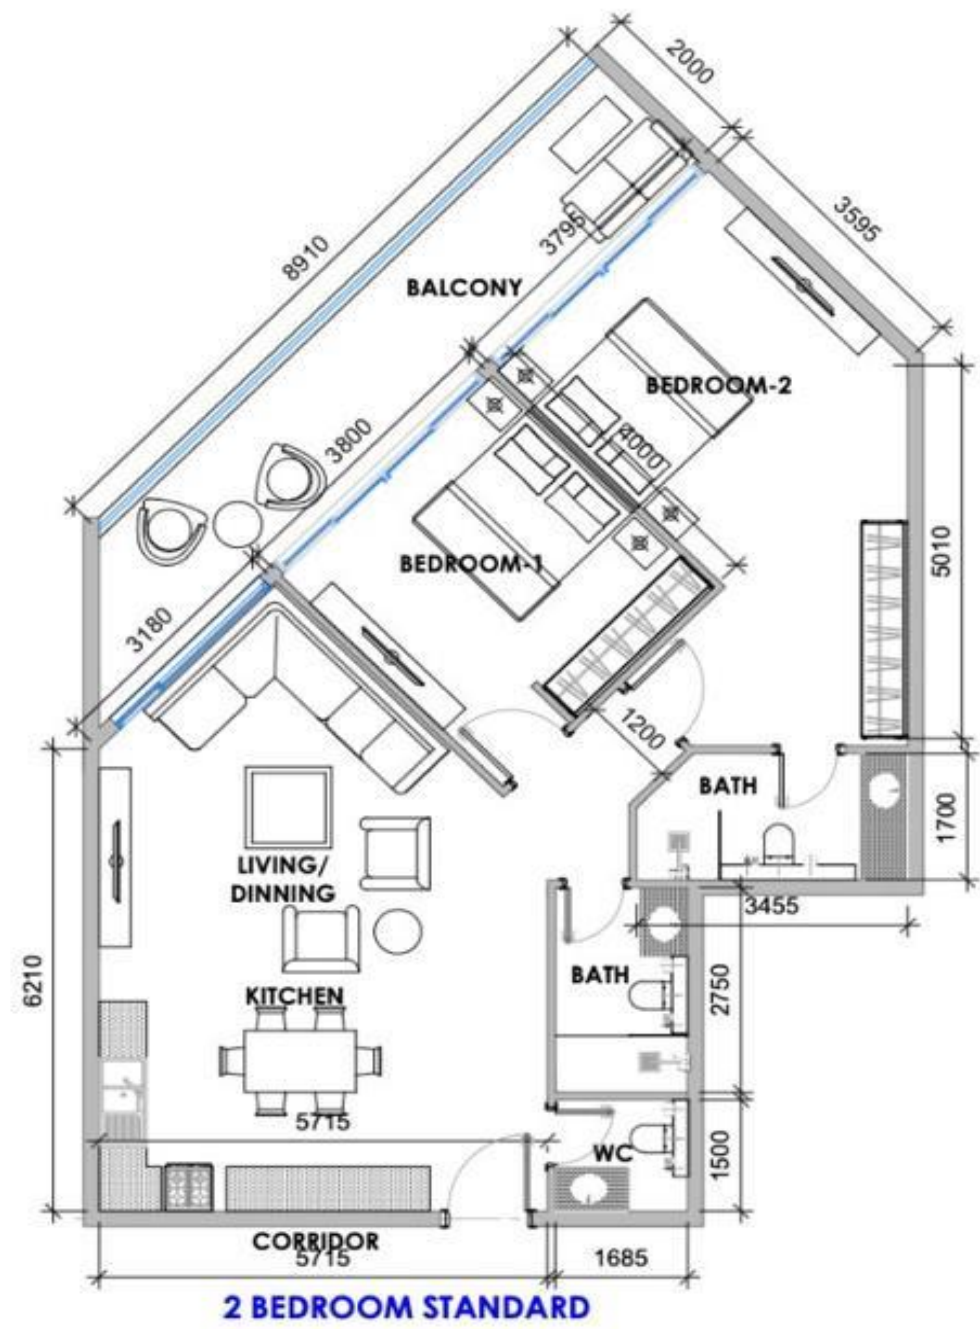 2000
3595
8910
3795
BALCONY
BEDROOM-2
3800
4000
5010
BEDROOM-1
3180
1200
BATH
1700
LIVING/
DINNING
3455
6210
BATH
2750
KITCHEN
5715
WC
1500
CORRIDOR
5715
1685
2 BEDROOM STANDARD